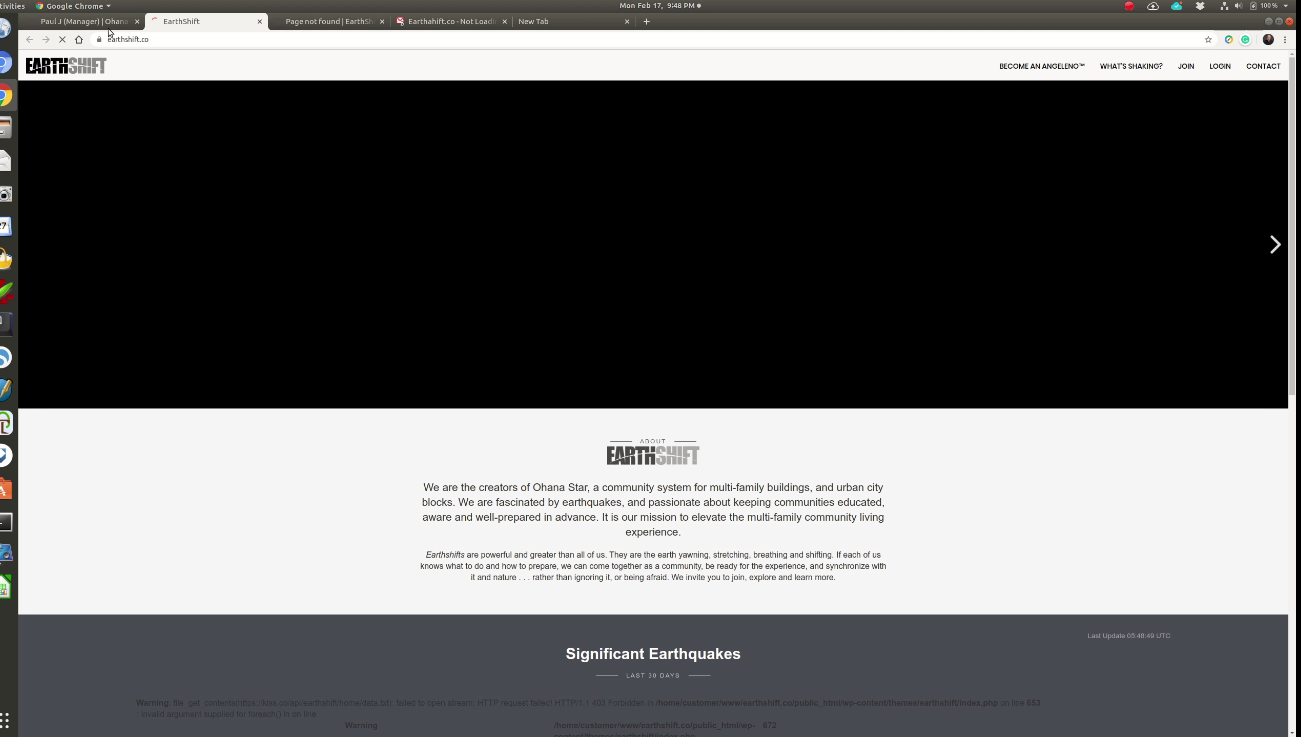 tivities
Google Chrome
Mon Feb 17, 9:48 PM
100 %
Paul J (Manager) | Ohana
EarthShift
Page not found | EarthSh
Earthahift.co - Not Loadin
New Tab
earthshift.co
EARTHSHIFT
BECOME AN ANGELENO™
WHAT'S SHAKING?
JOIN
LOGIN
CONTACT
ABOUT
EARTHSHIFT
We are the creators of Ohana Star, a community system for multi-family buildings, and urban city
blocks. We are fascinated by earthquakes, and passionate about keeping communities educated,
aware and well-prepared in advance. It is our mission to elevate the multi-family community living
experience.
Earthshifts are powerful and greater than all of us. They are the earth yawning, stretching, breathing and shifting. If each of us
knows what to do and how to prepare, we can come together as a community, be ready for the experience, and synchronize with
it and nature . . . rather than ignoring it, or being afraid. We invite you to join, explore and learn more.
Last Update 05:48:49 UTC
Significant Earthquakes
LAST 30 DAYS
Warning: file_get_contents failed to open stream: HTTP request failed! HTTP/1.1 403 Forbidden in /home/customer/www/earthshift.co/public_html/wp-content/themes/earthshift/index.php on line 653
: Invalid argument supplied for foreach() in on line
Warning
/home/customer/www/earthshift.co/public_html/wp-
672